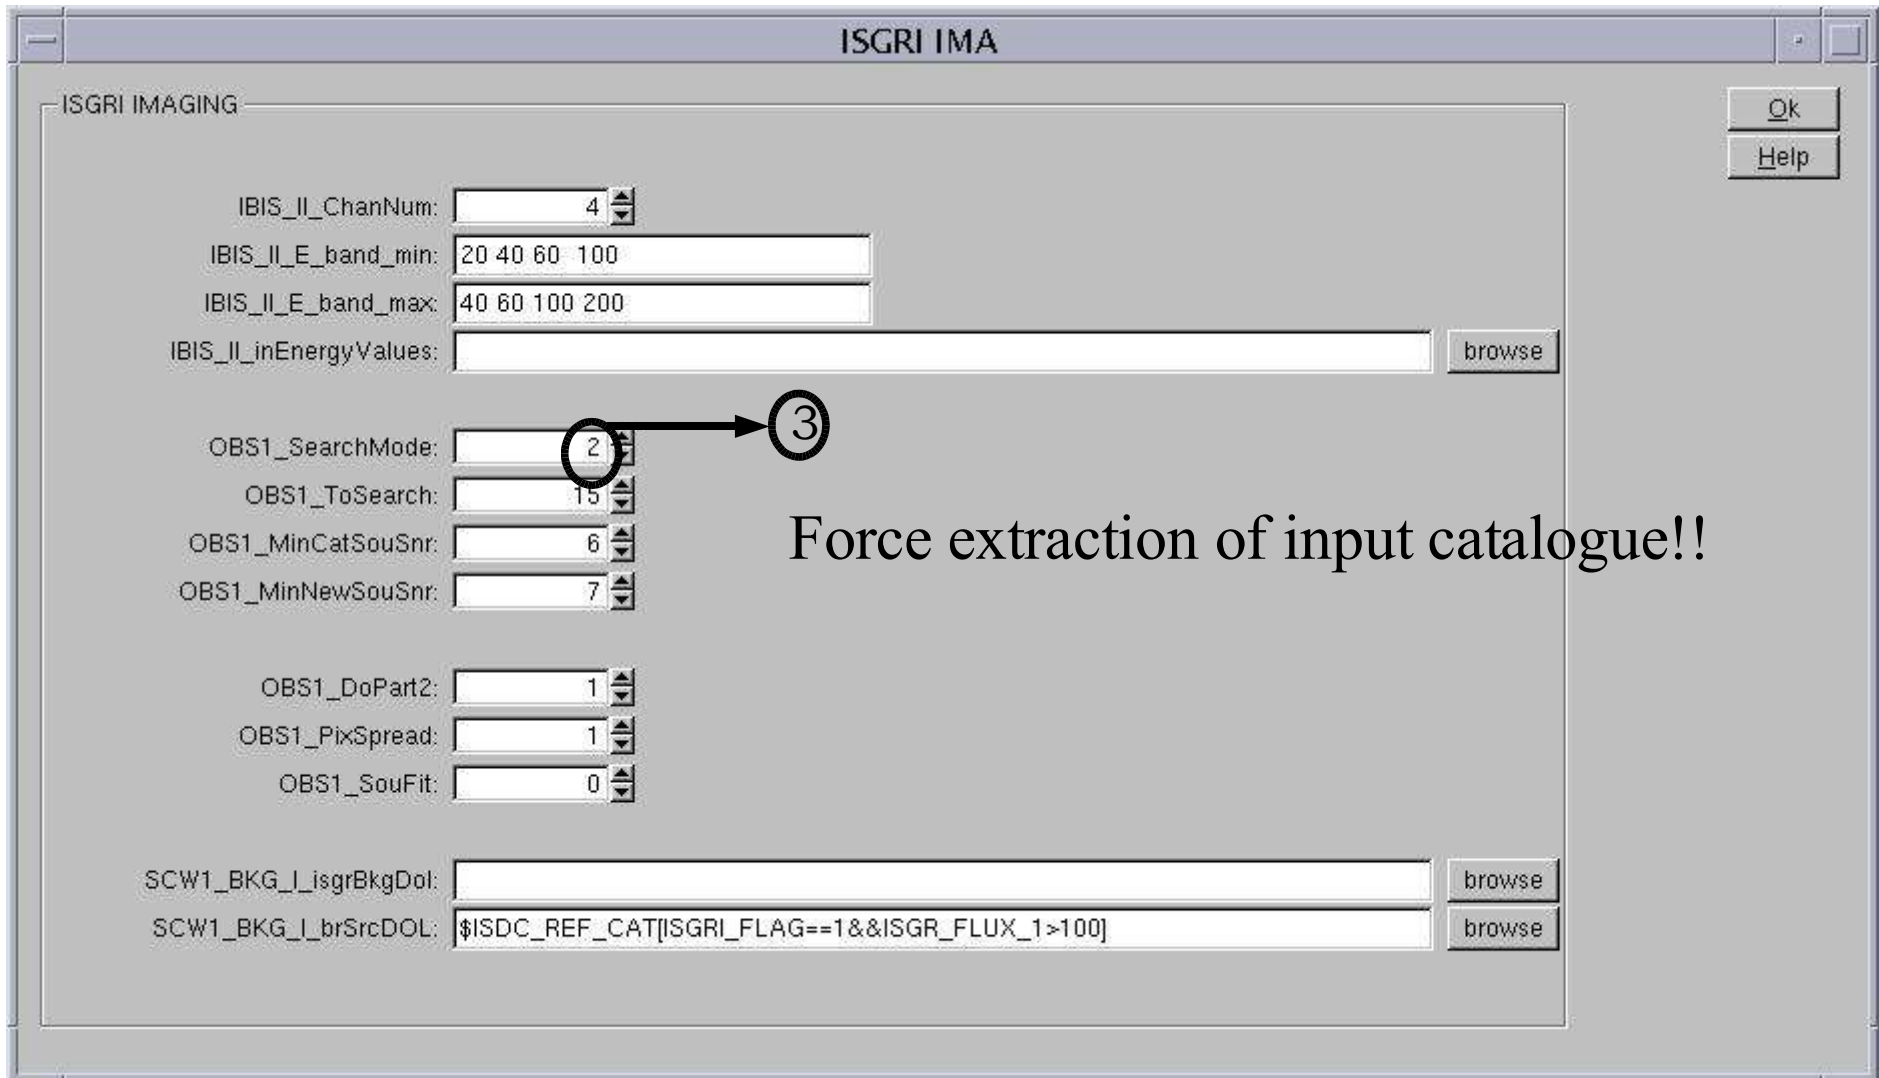 ISGRI IMA
ISGRI IMAGING
Ok
Help
IBIS_II_ChanNum: 4
IBIS_II_E_band_min: 20 40 60  100
IBIS_II_E_band_max: 40 60 100 200
IBIS_II_inEnergyValues: browse
OBS1_SearchMode: 2 3
OBS1_ToSearch: 15
Force extraction of input catalogue!!
OBS1_MinCatSouSnr: 6
OBS1_MinNewSouSnr: 7
OBS1_DoPart2: 1
OBS1_PixSpread: 1
OBS1_SouFit: 0
SCW1_BKG_I_isgrBkgDol: browse
SCW1_BKG_I_brSrcDOL: $ISDC_REF_CAT[ISGRI_FLAG==1&&ISGR_FLUX_1>100] browse